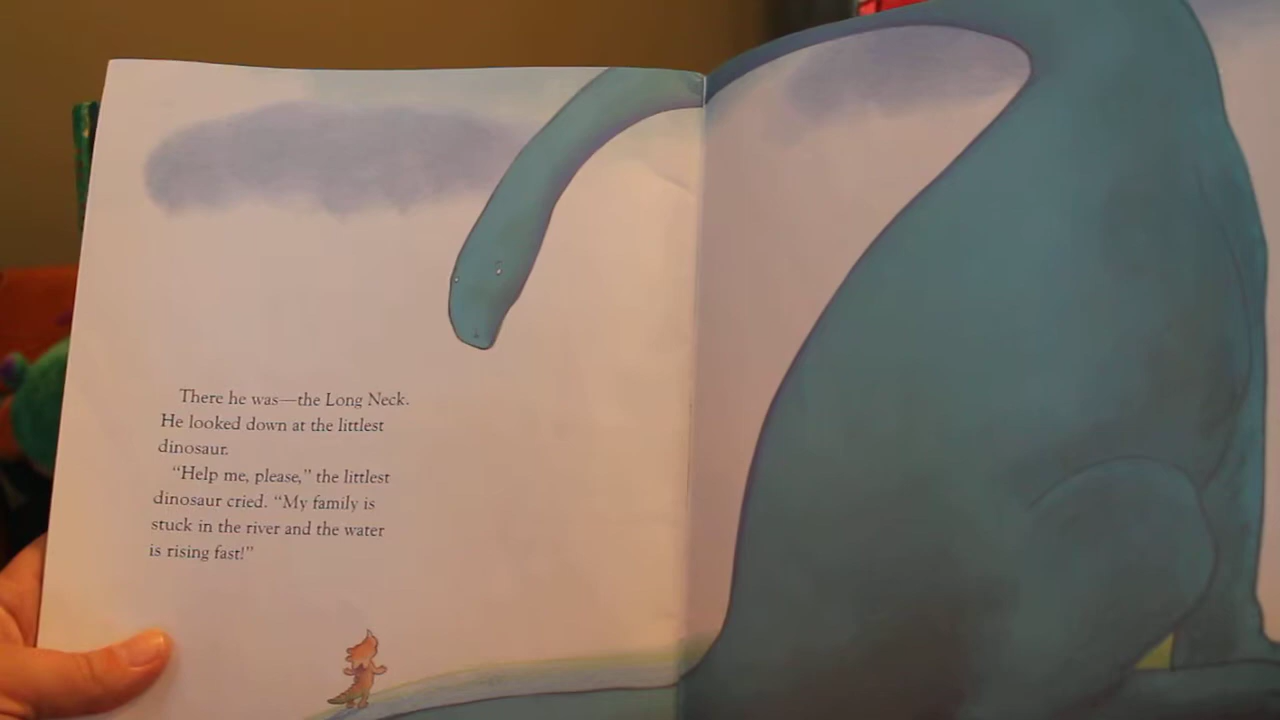 There he was—the Long Neck.
He looked down at the littlest
dinosaur.
"Help me, please," the littlest
dinosaur cried. "My family is
stuck in the river and the water
is rising fast!"